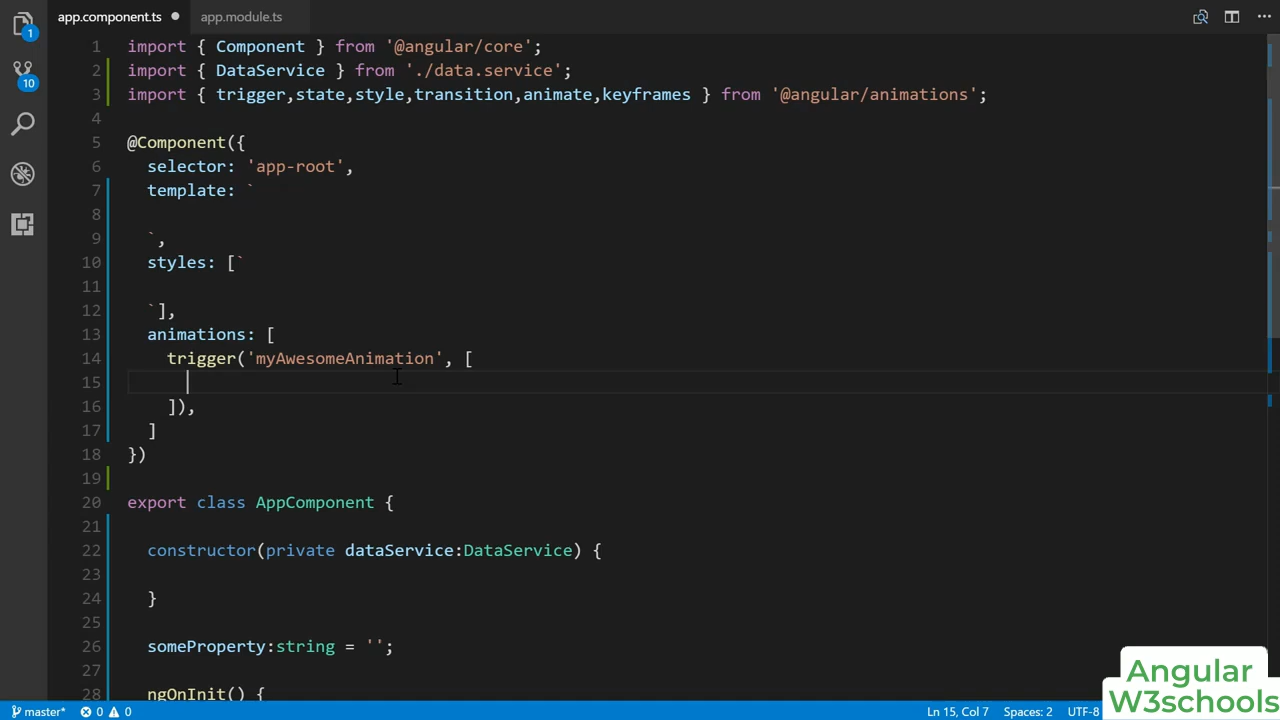 app.component.ts app.module.ts
1 import { Component } from '@angular/core';
2 import { DataService } from './data.service';
3 import { trigger,state,style,transition,animate,keyframes } from '@angular/animations';
4
5 @Component({
6 selector: 'app-root',
7 template: `
8
9 `,
10 styles: [`
11
12 `],
13 animations: [
14 trigger('myAwesomeAnimation', [
15
16 ]),
17 ]
18 })
19
20 export class AppComponent {
21
22 constructor(private dataService:DataService) {
23
24 }
25
26 someProperty:string = '';
27
28 ngOnInit() {
1
10
master* 0 0 Ln 15, Col 7 Spaces: 2 UTF-8
Angular
W3schools